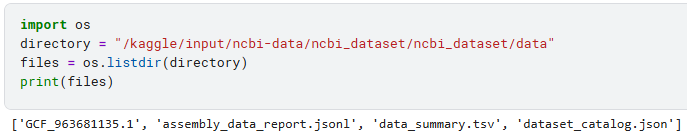 import os
directory = "/kaggle/input/ncbi-data/ncbi_dataset/ncbi_dataset/data"
files = os.listdir(directory)
print(files)
['GCF_963681135.1', 'assembly_data_report.jsonl', 'data_summary.tsv', 'dataset_catalog.json']